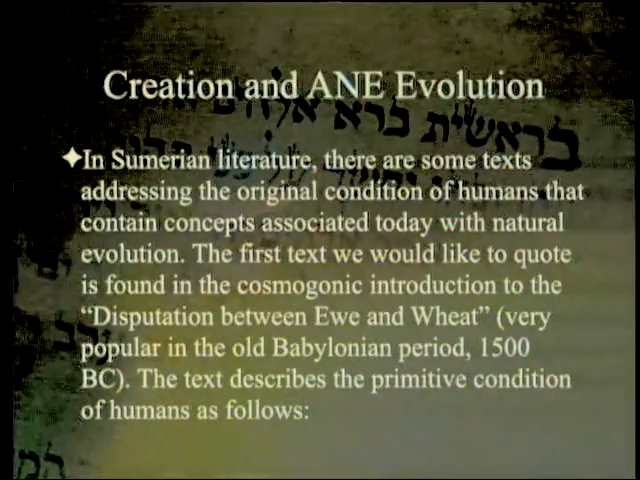 Creation and ANE Evolution
בראשית ברא אלהים
✦In Sumerian literature, there are some texts
addressing the original condition of humans that
contain concepts associated today with natural
evolution. The first text we would like to quote
is found in the cosmogonic introduction to the
“Disputation between Ewe and Wheat” (very
popular in the old Babylonian period, 1500
BC). The text describes the primitive condition
of humans as follows: